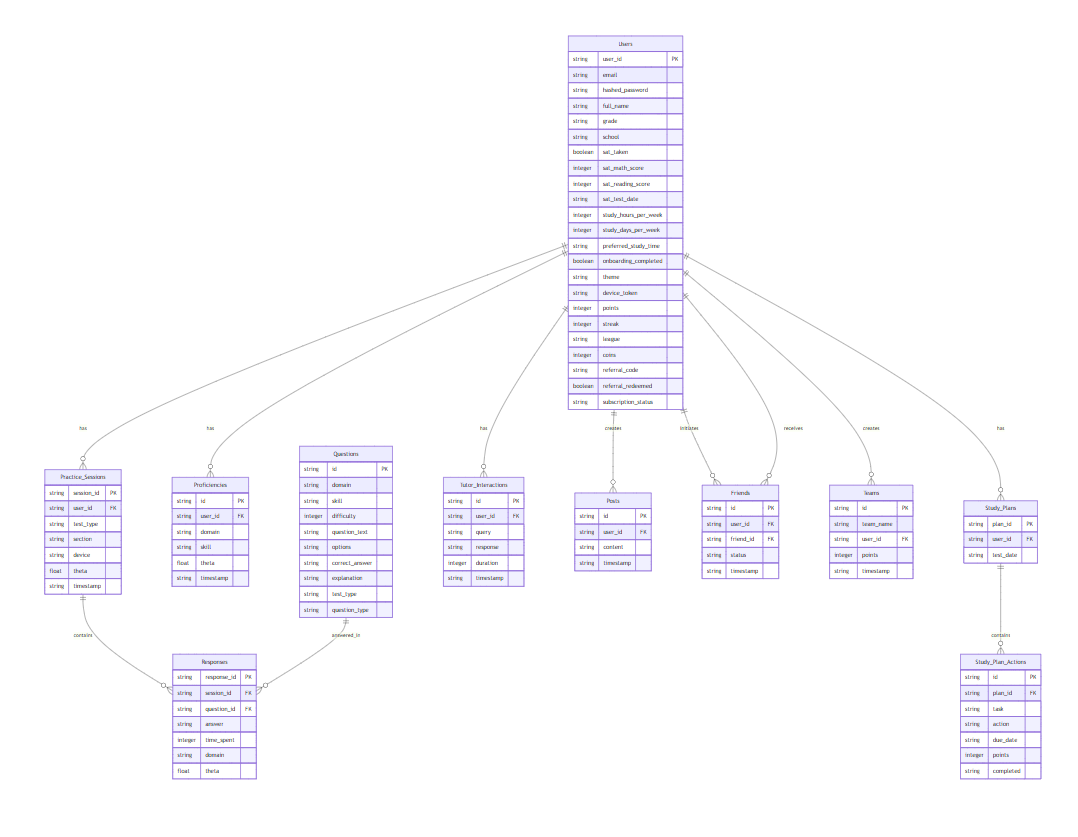 Users
string user_id PK
string email
string hashed_password
string full_name
string grade
string school
boolean sat_taken
integer sat_math_score
integer sat_reading_score
string sat_test_date
integer study_hours_per_week
integer study_days_per_week
string preferred_study_time
boolean onboarding_completed
string theme
string device_token
integer points
integer streak
string league
integer coins
string referral_code
boolean referral_redeemed
string subscription_status
has
has
has
creates
initiates
receives
creates
has
Practice_Sessions
string session_id PK
string user_id FK
string test_type
string section
string device
float theta
string timestamp
Proficiencies
string id PK
string user_id FK
string domain
string skill
float theta
string timestamp
Questions
string id PK
string domain
string skill
integer difficulty
string question_text
string options
string correct_answer
string explanation
string test_type
string question_type
Tutor_Interactions
string id PK
string user_id FK
string query
string response
integer duration
string timestamp
Posts
string id PK
string user_id FK
string content
string timestamp
Friends
string id PK
string user_id FK
string friend_id FK
string status
string timestamp
Teams
string id PK
string team_name
string user_id FK
integer points
string timestamp
Study_Plans
string plan_id PK
string user_id FK
string test_date
contains
answered_in
contains
Responses
string response_id PK
string session_id FK
string question_id FK
string answer
integer time_spent
string domain
float theta
Study_Plan_Actions
string id PK
string plan_id FK
string task
string action
string due_date
integer points
string completed